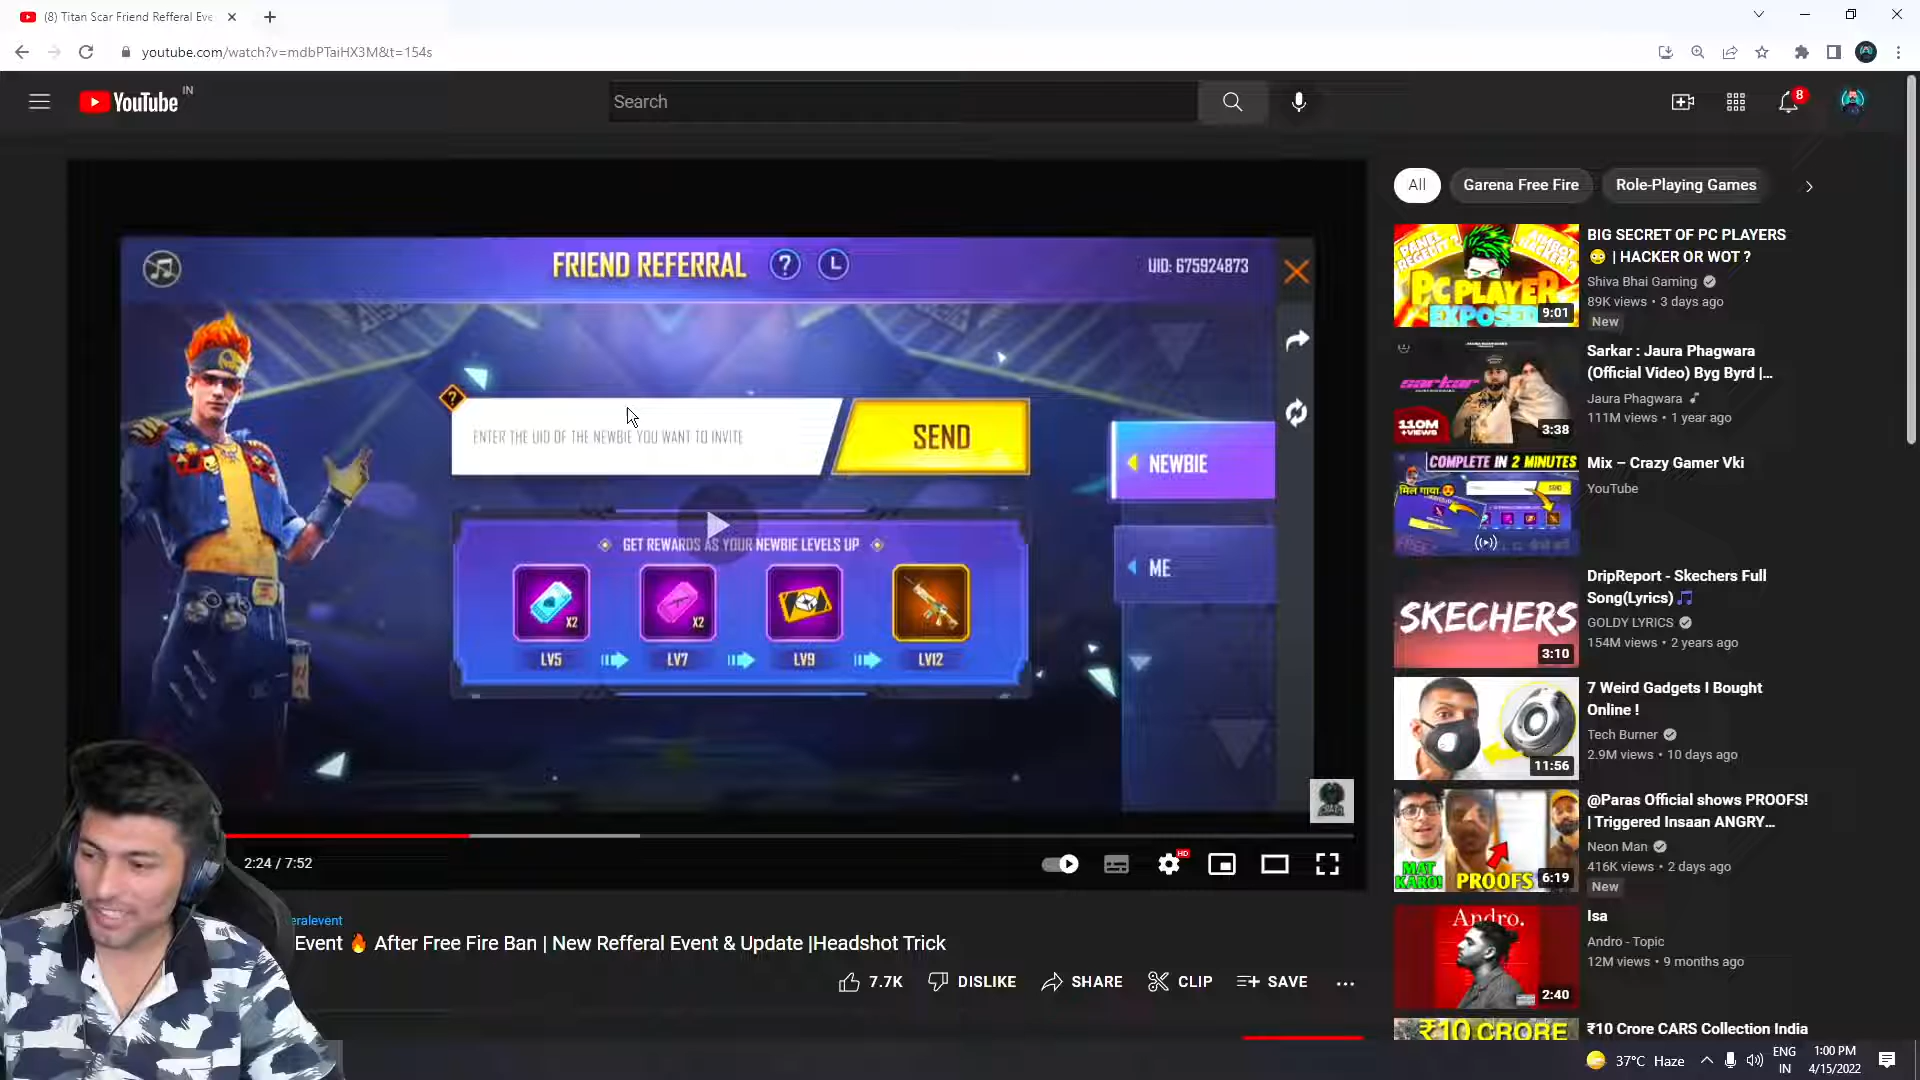 (8) Titan Scar Friend Refferal Eve
youtube.com/watch?v=mdbPTaiHX3M&t=154s
YouTube IN
Search
8
FRIEND REFERRAL ? UID: 675924873
?
ENTER THE UID OF THE NEWBIE YOU WANT TO INVITE
SEND
NEWBIE
ME
GET REWARDS AS YOUR NEWBIE LEVELS UP
X2 X2
LV5 LV7 LV9 LV12
2:24 / 7:52
HD
eralevent
Event 🔥 After Free Fire Ban | New Refferal Event & Update |Headshot Trick
7.7K DISLIKE SHARE CLIP SAVE
All Garena Free Fire Role-Playing Games
PC PLAYER
EXPOSED
9:01
BIG SECRET OF PC PLAYERS
😳 | HACKER OR WOT ?
Shiva Bhai Gaming
89K views • 3 days ago
New
SARKAR
110M
+VIEWS
3:38
Sarkar : Jaura Phagwara
(Official Video) Byg Byrd |...
Jaura Phagwara
111M views • 1 year ago
COMPLETE IN 2 MINUTES
मिल गाया
Mix – Crazy Gamer Vki
YouTube
SKECHERS
3:10
DripReport - Skechers Full
Song(Lyrics) 🎵
GOLDY LYRICS
154M views • 2 years ago
11:56
7 Weird Gadgets I Bought
Online !
Tech Burner
2.9M views • 10 days ago
MAT
KARO!
PROOFS
6:19
@Paras Official shows PROOFS!
| Triggered Insaan ANGRY...
Neon Man
416K views • 2 days ago
New
Andro.
2:40
Isa
Andro - Topic
12M views • 9 months ago
₹10 CRORE
₹10 Crore CARS Collection India
37°C Haze
ENG
IN
1:00 PM
4/15/2022